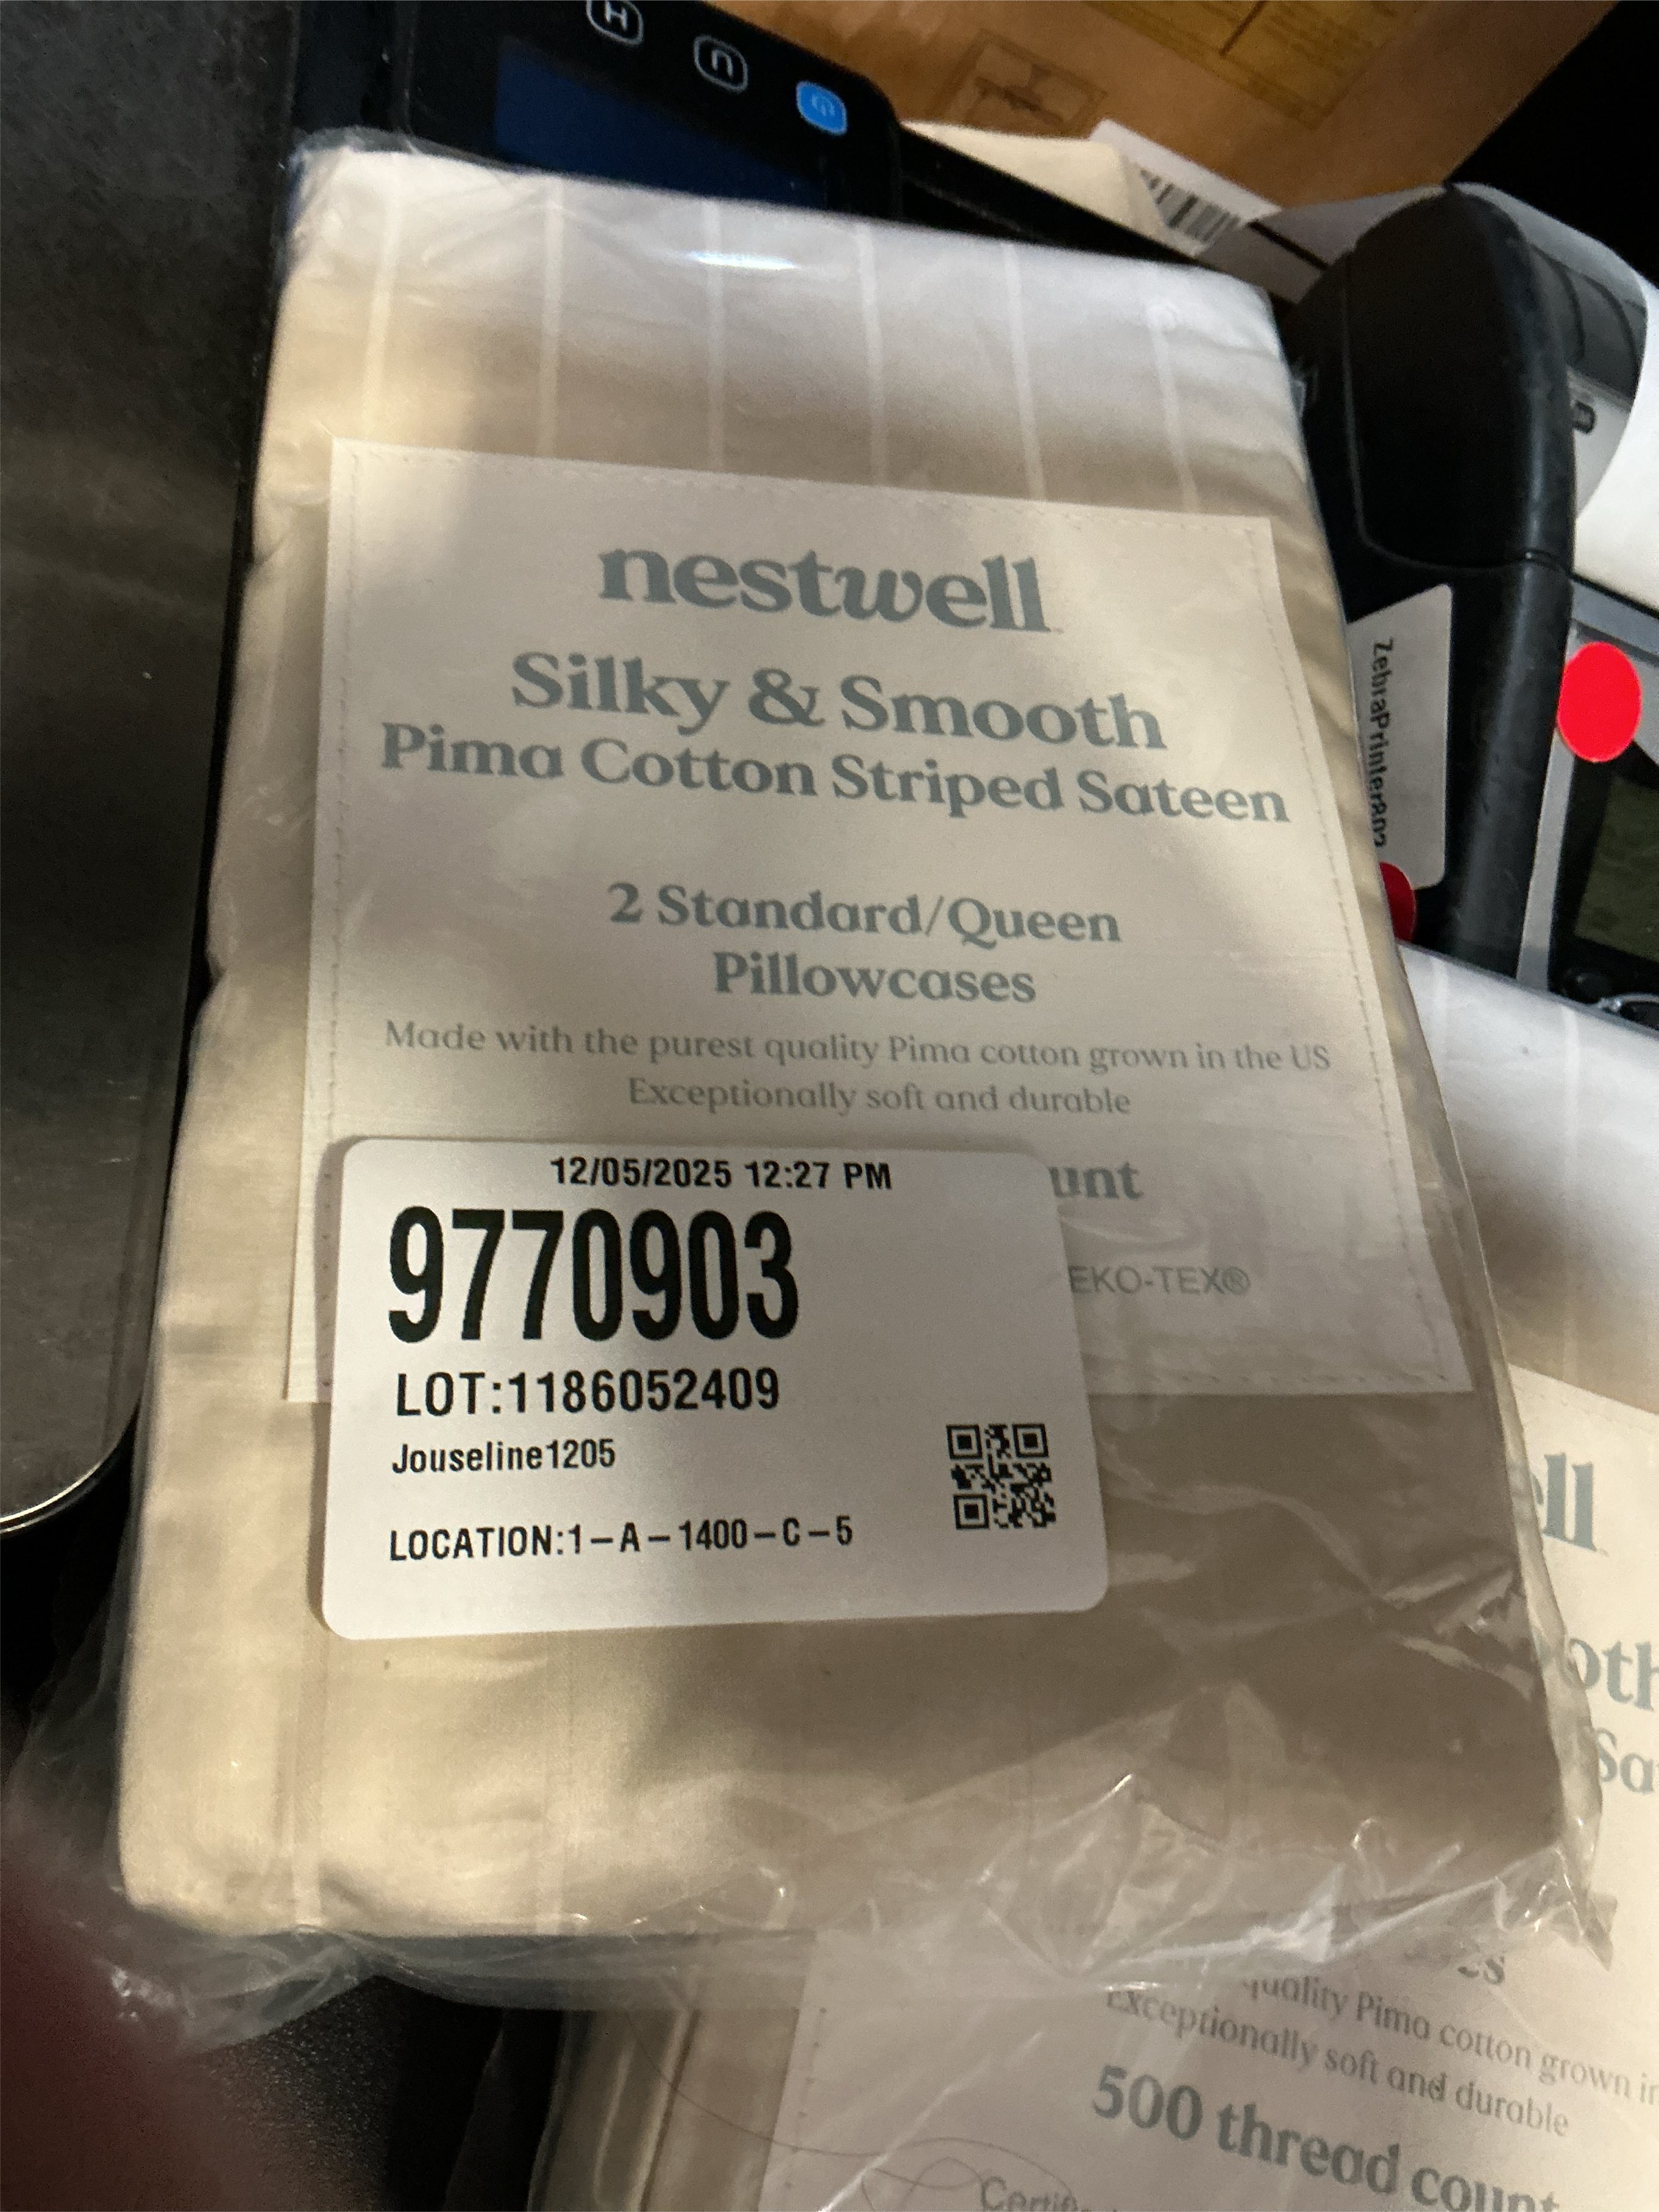 nestwell
Silky & Smooth
Pima Cotton Striped Sateen
2 Standard/Queen
Pillowcases
Made with the purest quality Pima cotton grown in the US
Exceptionally soft and durable
unt
EKO-TEX®
12/05/2025 12:27 PM
9770903
LOT:1186052409
Jouseline1205
LOCATION:1-A-1400-C-5
ZebraPrinter802
ell
oth
Sa
es
quality Pima cotton grown in
Exceptionally soft and durable
500 thread count
Certifi